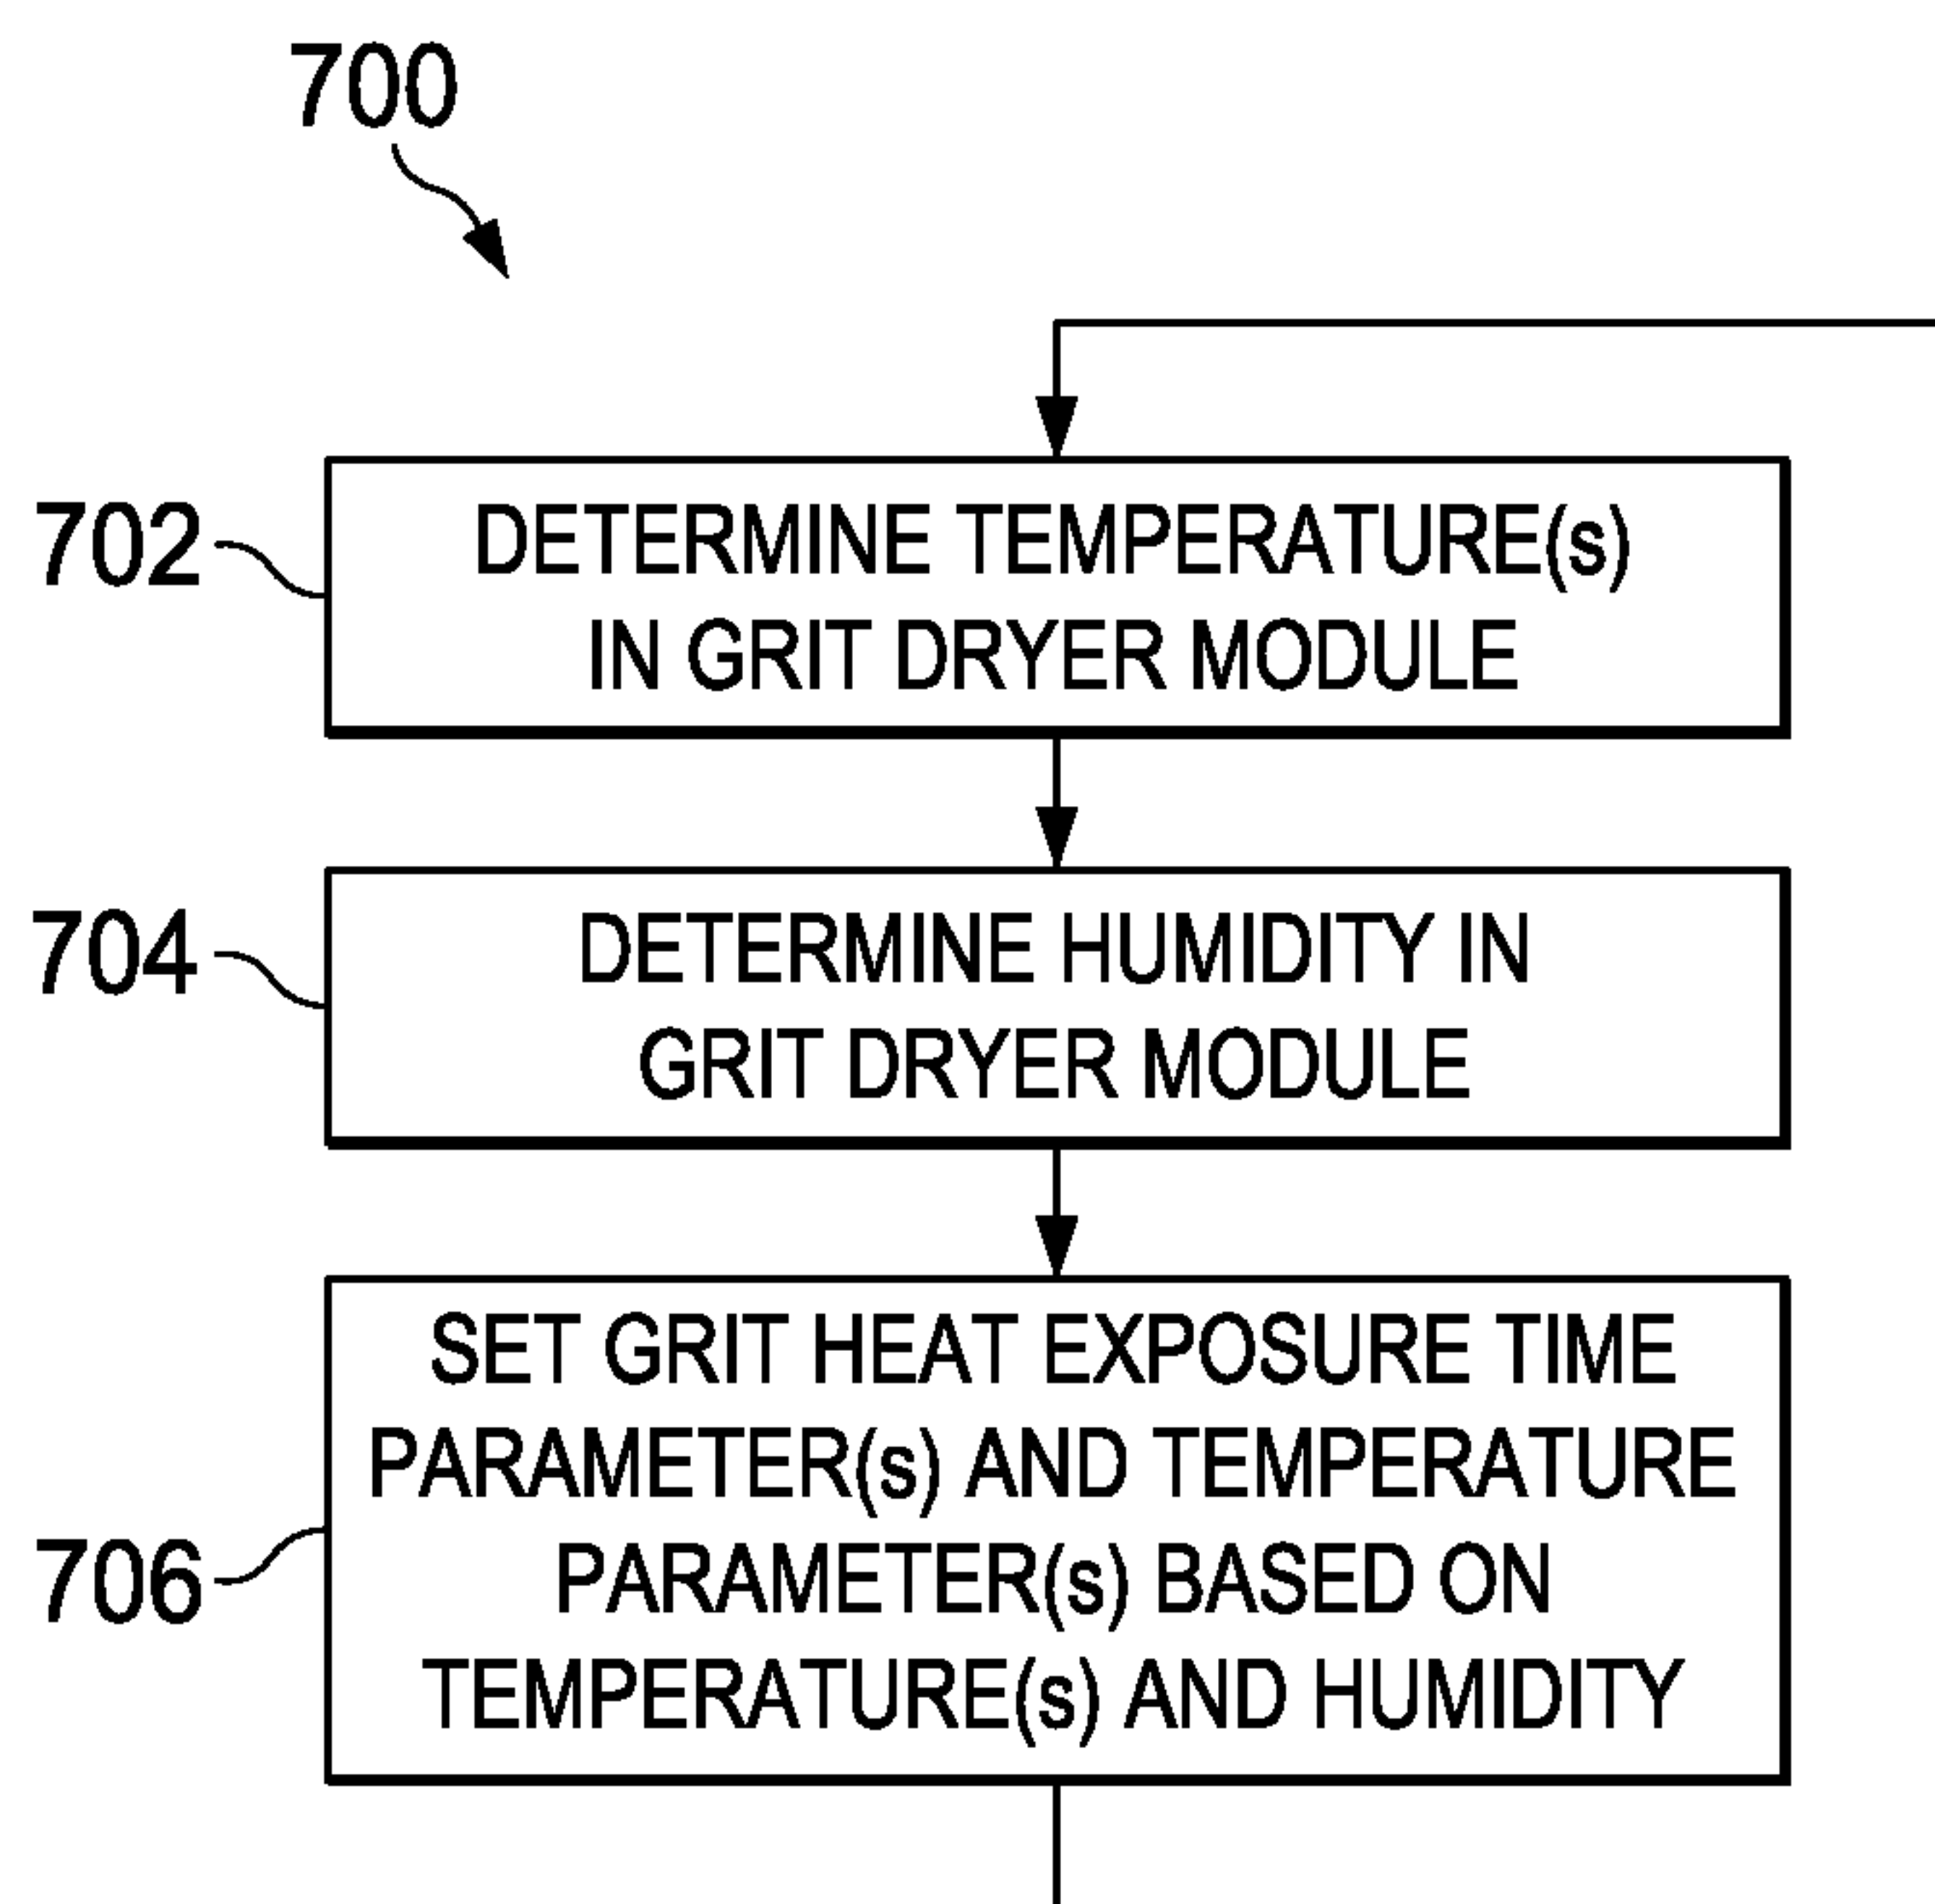 700
702
DETERMINE TEMPERATURE(s)
IN GRIT DRYER MODULE
704
DETERMINE HUMIDITY IN
GRIT DRYER MODULE
706
SET GRIT HEAT EXPOSURE TIME
PARAMETER(s) AND TEMPERATURE
PARAMETER(s) BASED ON
TEMPERATURE(s) AND HUMIDITY